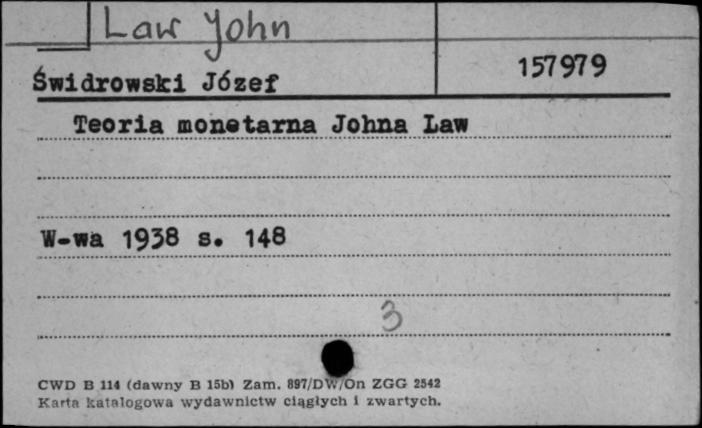 Law John
157979
Świdrowski Józef
Teoria monetarna Johna Law
W-wa 1938 s. 148
3
CWD B 114 (dawny B 15b) Zam. 897/DW/On ZGG 2542
Karta katalogowa wydawnictw ciągłych i zwartych.